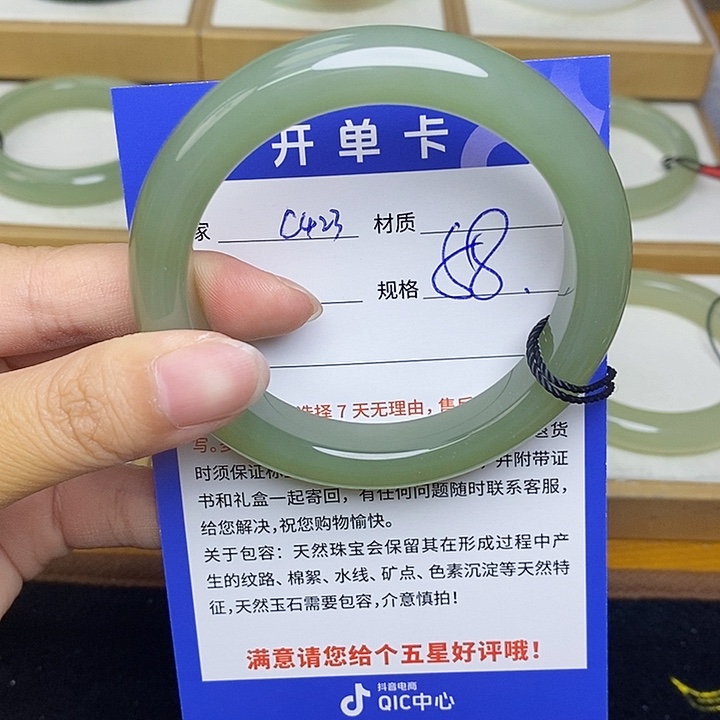 开单卡
家 C423 材质
规格 58.
选择7天无理由，售后
写。
退货
时须保证标 并附带证
书和礼盒一起寄回，有任何问题随时联系客服，
给您解决,祝您购物愉快。
关于包容：天然珠宝会保留其在形成过程中产
生的纹路、棉絮、水线、矿点、色素沉淀等天然特
征,天然玉石需要包容,介意慎拍！
满意请您给个五星好评哦！
抖音电商
QIC中心